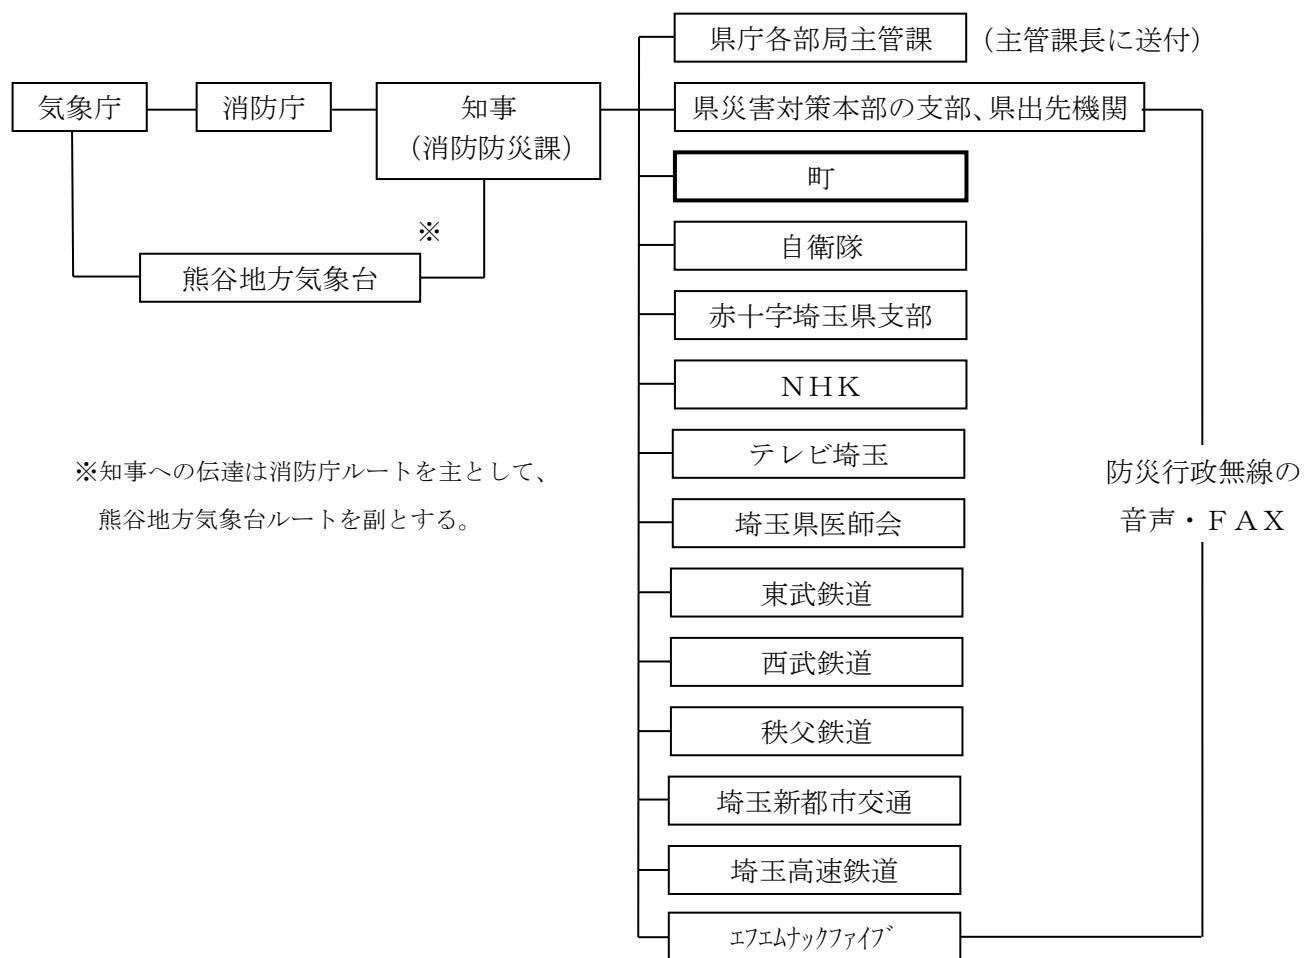 県庁各部局主管課
(主管課長に送付)
気象庁
消防庁
知事
(消防防災課)
県災害対策本部の支部、県出先機関
町
※
自衛隊
熊谷地方気象台
赤十字埼玉県支部
ＮＨＫ
テレビ埼玉
※知事への伝達は消防庁ルートを主として、
熊谷地方気象台ルートを副とする。
防災行政無線の
音声・ＦＡＸ
埼玉県医師会
東武鉄道
西武鉄道
秩父鉄道
埼玉新都市交通
埼玉高速鉄道
ｴﾌｴﾑﾅｯｸﾌｧｲﾌﾞ